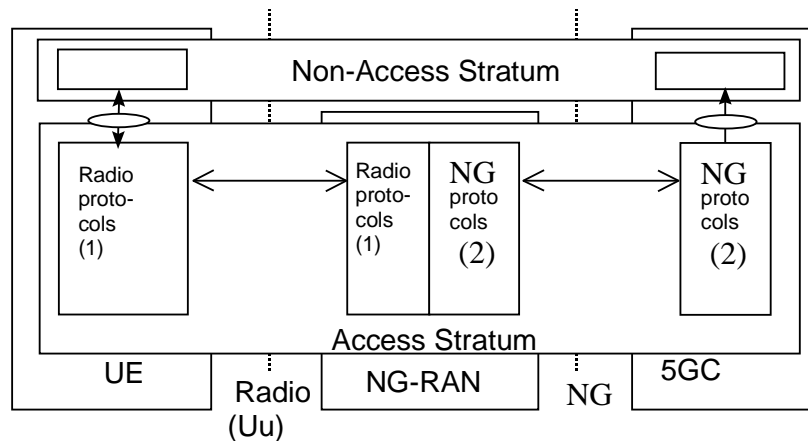 Non-Access Stratum
Radio
proto-
cols
(1)
Radio
proto-
cols
(1)
NG
proto
cols
(2)
NG
proto
cols
(2)
Access Stratum
UE
Radio
(Uu)
NG-RAN
NG
5GC